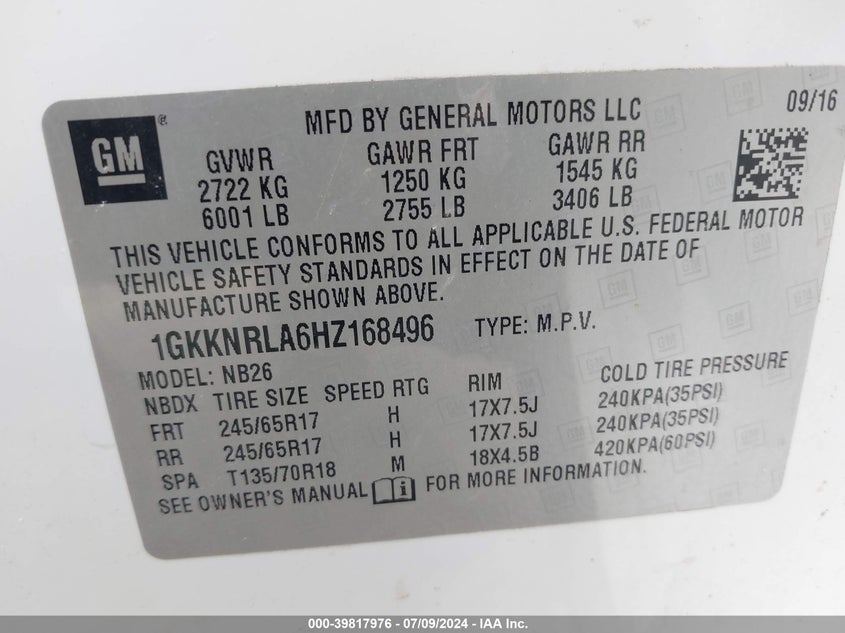 MFD BY GENERAL MOTORS LLC 09/16
GM ®
GVWR GAWR FRT GAWR RR
2722 KG 1250 KG 1545 KG
6001 LB 2755 LB 3406 LB
THIS VEHICLE CONFORMS TO ALL APPLICABLE U.S. FEDERAL MOTOR
VEHICLE SAFETY STANDARDS IN EFFECT ON THE DATE OF
MANUFACTURE SHOWN ABOVE.
1GKKNRLA6HZ168496 TYPE: M.P.V.
MODEL: NB26
NBDX TIRE SIZE SPEED RTG RIM COLD TIRE PRESSURE
FRT 245/65R17 H 17X7.5J 240KPA(35PSI)
RR 245/65R17 H 17X7.5J 240KPA(35PSI)
SPA T135/70R18 M 18X4.5B 420KPA(60PSI)
SEE OWNER'S MANUAL FOR MORE INFORMATION.
000-39817976 - 07/09/2024 - IAA Inc.